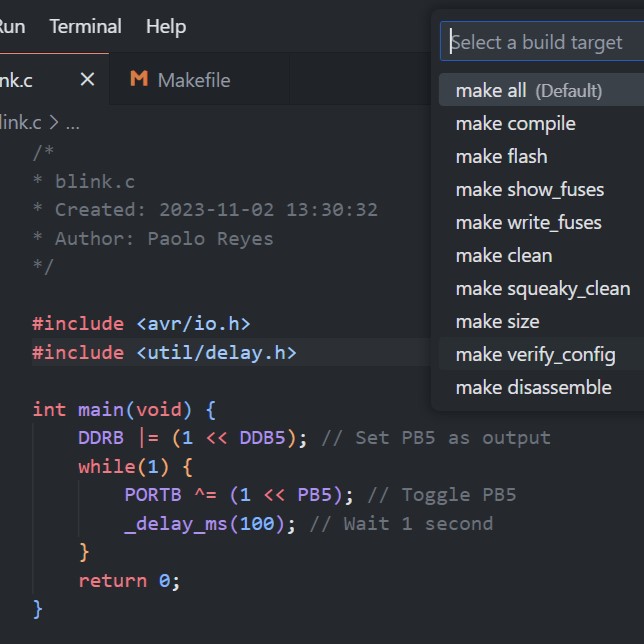 Run Terminal Help
nk.c × M Makefile
link.c > ...
/*
* blink.c
* Created: 2023-11-02 13:30:32
* Author: Paolo Reyes
*/
#include <avr/io.h>
#include <util/delay.h>
int main(void) {
DDRB |= (1 << DDB5); // Set PB5 as output
while(1) {
PORTB ^= (1 << PB5); // Toggle PB5
_delay_ms(100); // Wait 1 second
}
return 0;
}
Select a build target
make all (Default)
make compile
make flash
make show_fuses
make write_fuses
make clean
make squeaky_clean
make size
make verify_config
make disassemble